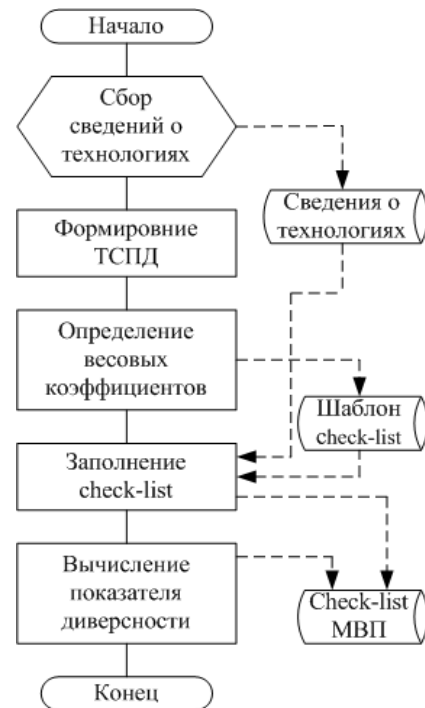 Начало
Сбор
сведений о
технологиях
Сведения о
технологиях
Формировние
ТСПД
Определение
весовых
коэффициентов
Шаблон
check-list
Заполнение
check-list
Вычисление
показателя
диверсности
Check-list
МВП
Конец